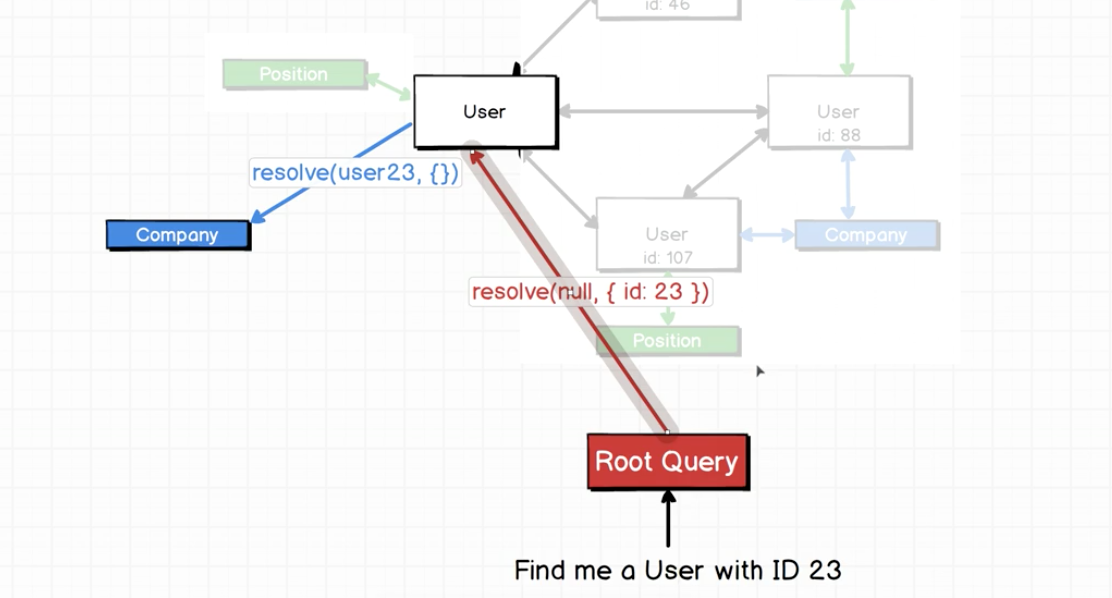 id: 46
Position
User
User
id: 88
resolve(user23, {})
Company
User
id: 107
Company
resolve(null, { id: 23 })
Position
Root Query
Find me a User with ID 23